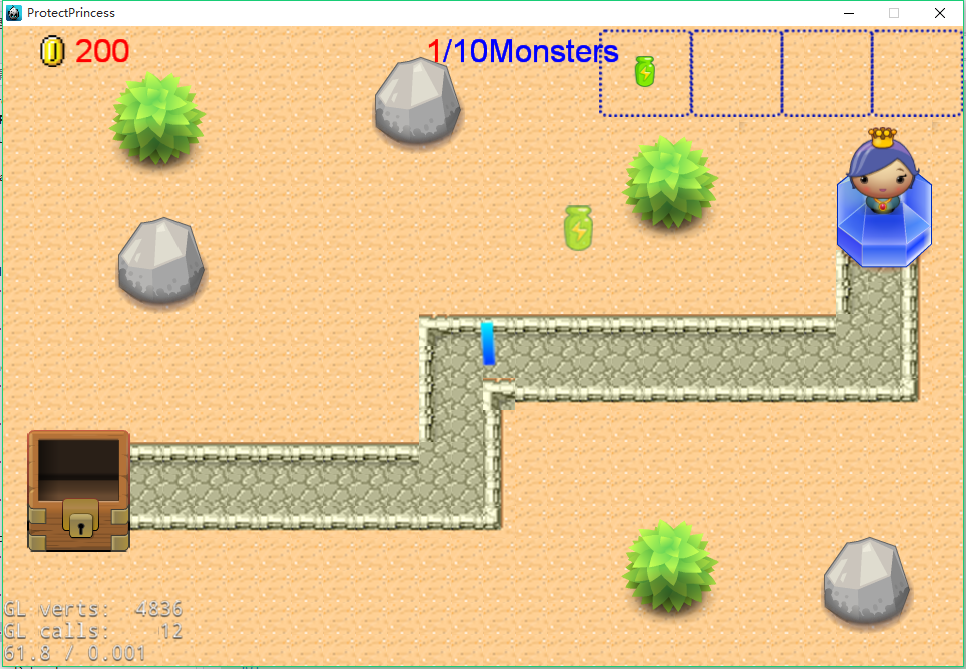 ProtectPrincess
200
1/10Monsters
GL verts: 4836
GL calls: 12
61.8 / 0.001